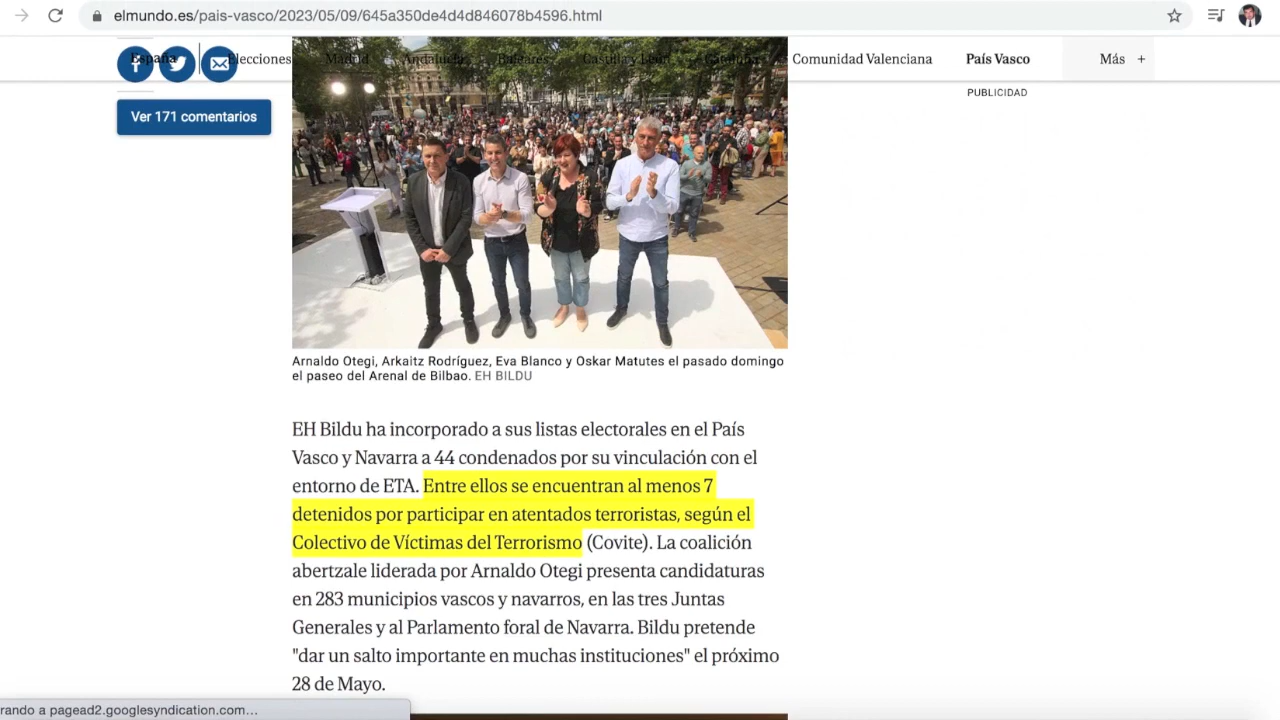 elmundo.es/pais-vasco/2023/05/09/645a350de4d4d846078b4596.html
España Elecciones Madrid Andalucía Baleares Castilla y León Cataluña Comunidad Valenciana País Vasco Más +
Ver 171 comentarios
PUBLICIDAD
Arnaldo Otegi, Arkaitz Rodríguez, Eva Blanco y Oskar Matutes el pasado domingo
el paseo del Arenal de Bilbao. EH BILDU
EH Bildu ha incorporado a sus listas electorales en el País
Vasco y Navarra a 44 condenados por su vinculación con el
entorno de ETA. Entre ellos se encuentran al menos 7
detenidos por participar en atentados terroristas, según el
Colectivo de Víctimas del Terrorismo (Covite). La coalición
abertzale liderada por Arnaldo Otegi presenta candidaturas
en 283 municipios vascos y navarros, en las tres Juntas
Generales y al Parlamento foral de Navarra. Bildu pretende
"dar un salto importante en muchas instituciones" el próximo
28 de Mayo.
rando a pagead2.googlesyndication.com…